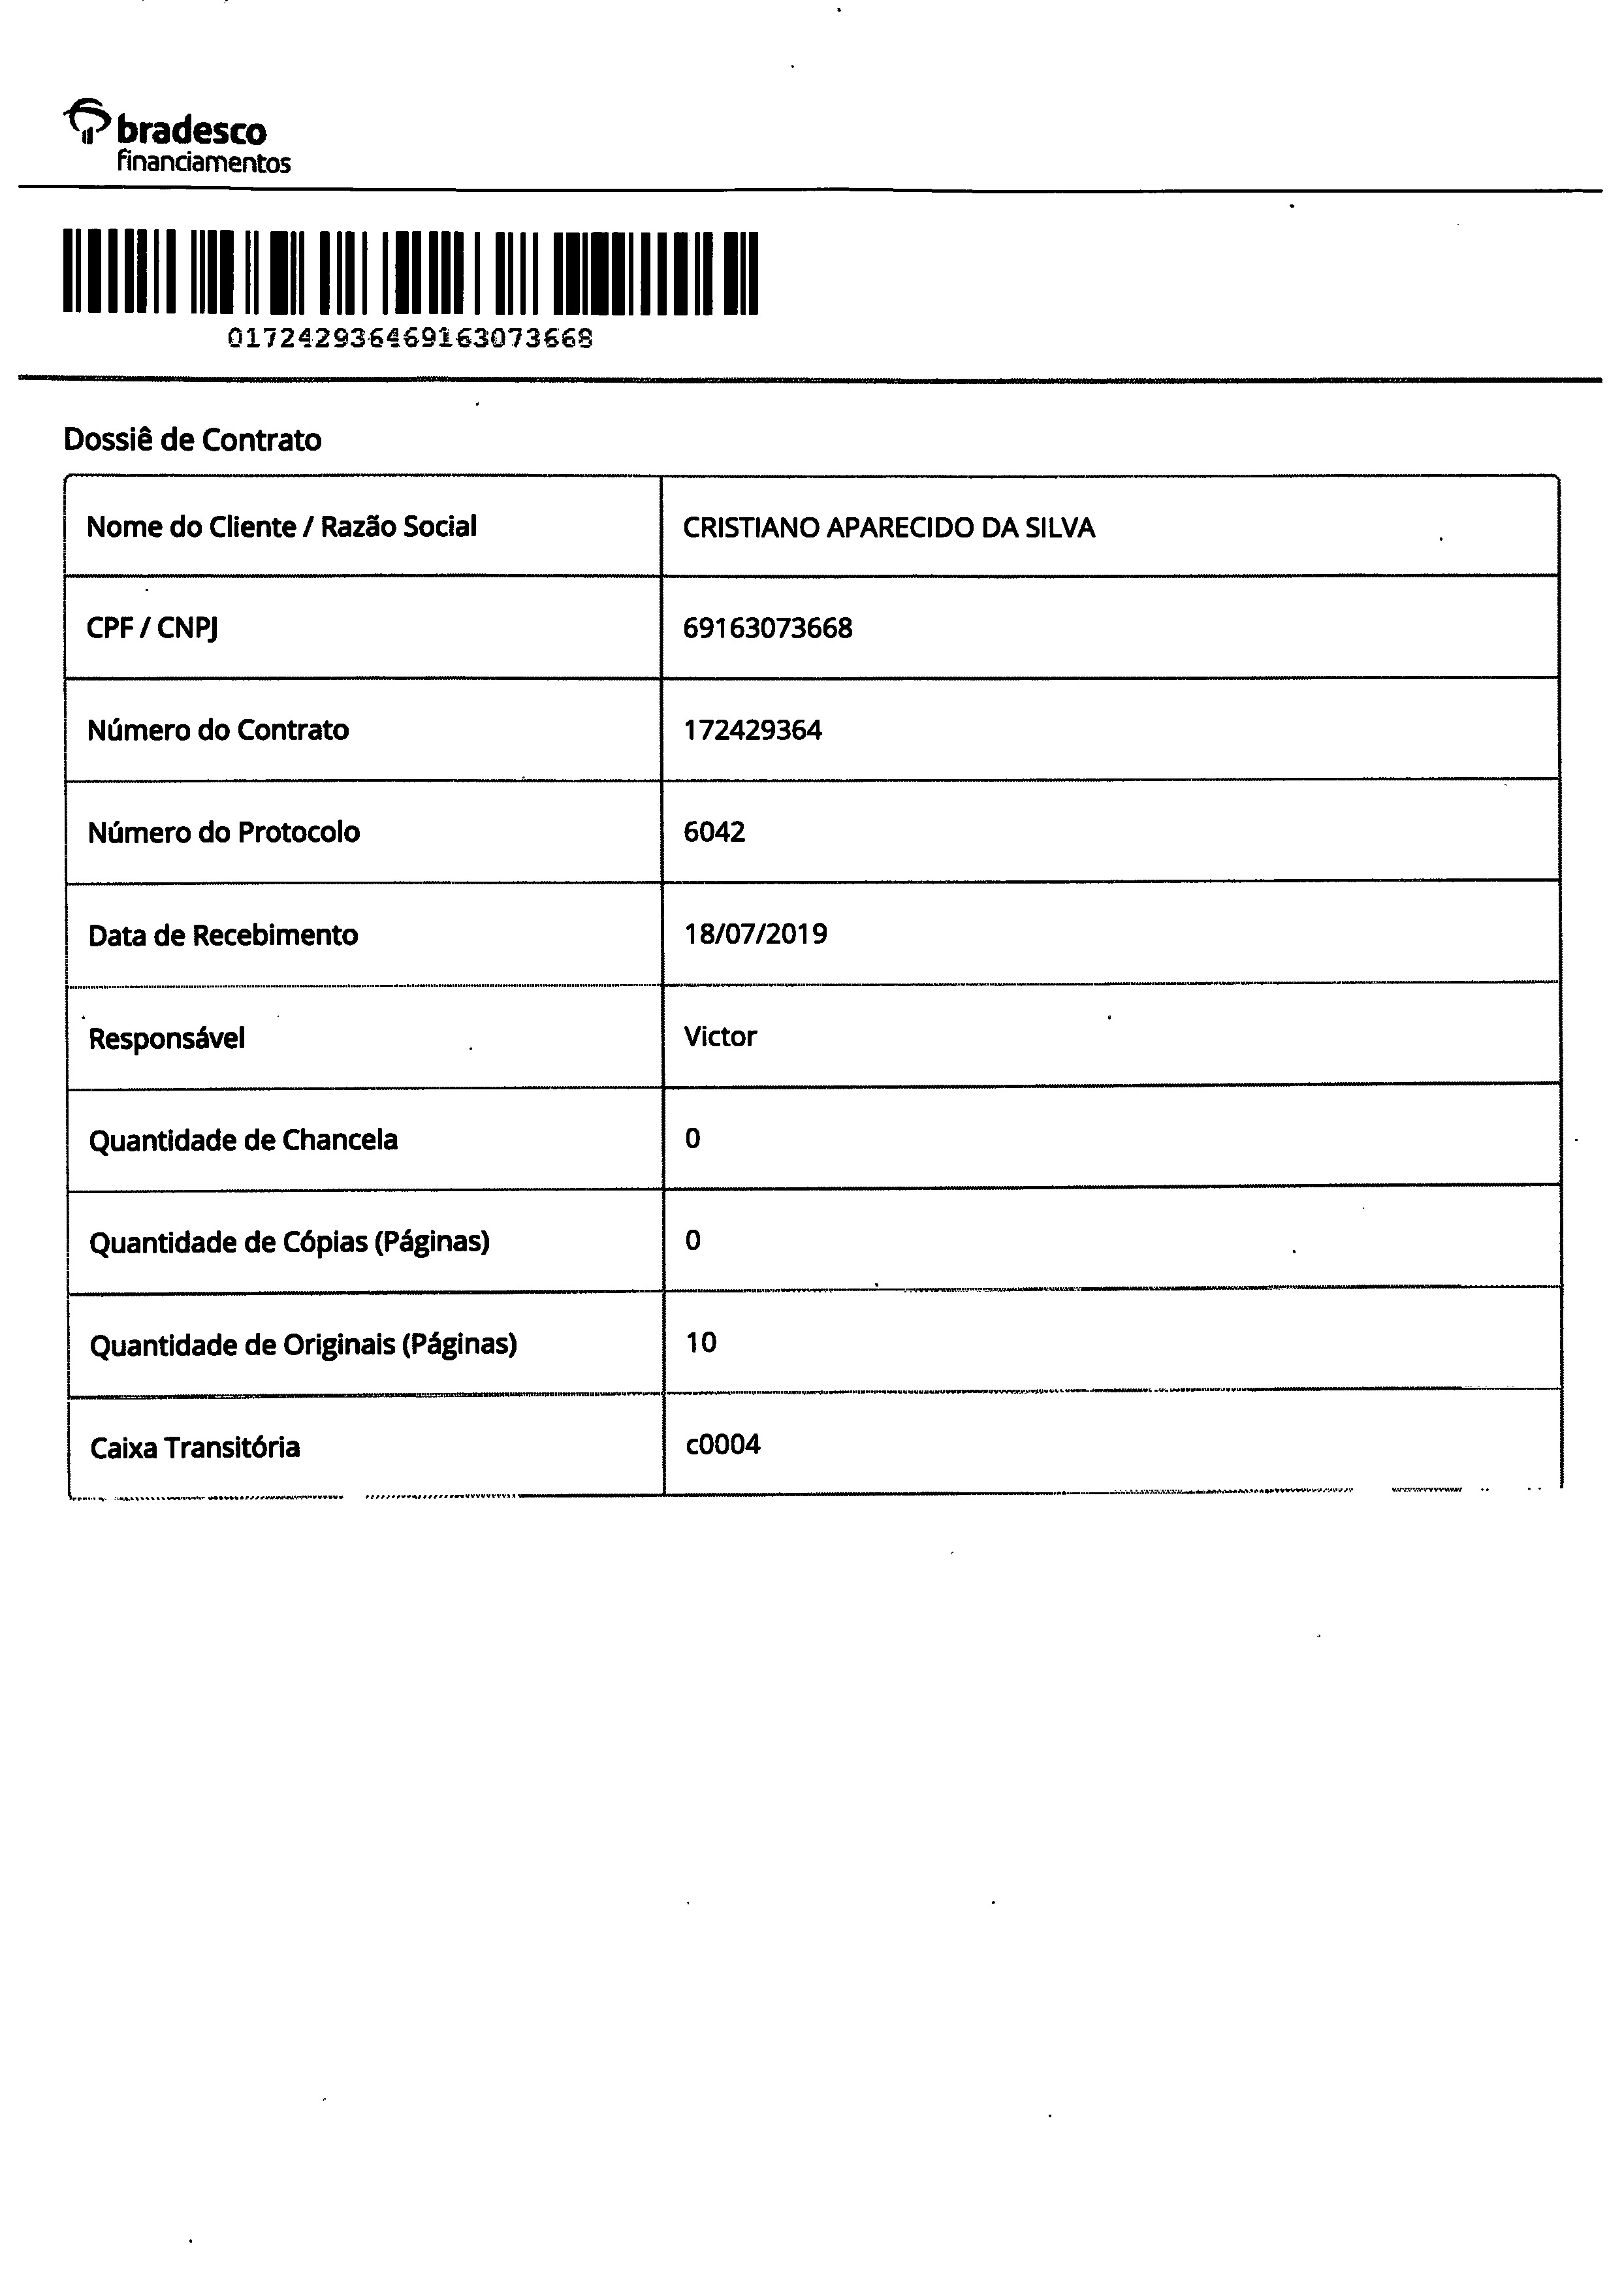 bradesco
financiamentos
017242936469163073668
Dossiê de Contrato
Nome do Cliente / Razão Social CRISTIANO APARECIDO DA SILVA
CPF / CNPJ 69163073668
Número do Contrato 172429364
Número do Protocolo 6042
Data de Recebimento 18/07/2019
Responsável Victor
Quantidade de Chancela 0
Quantidade de Cópias (Páginas) 0
Quantidade de Originais (Páginas) 10
Caixa Transitória c0004